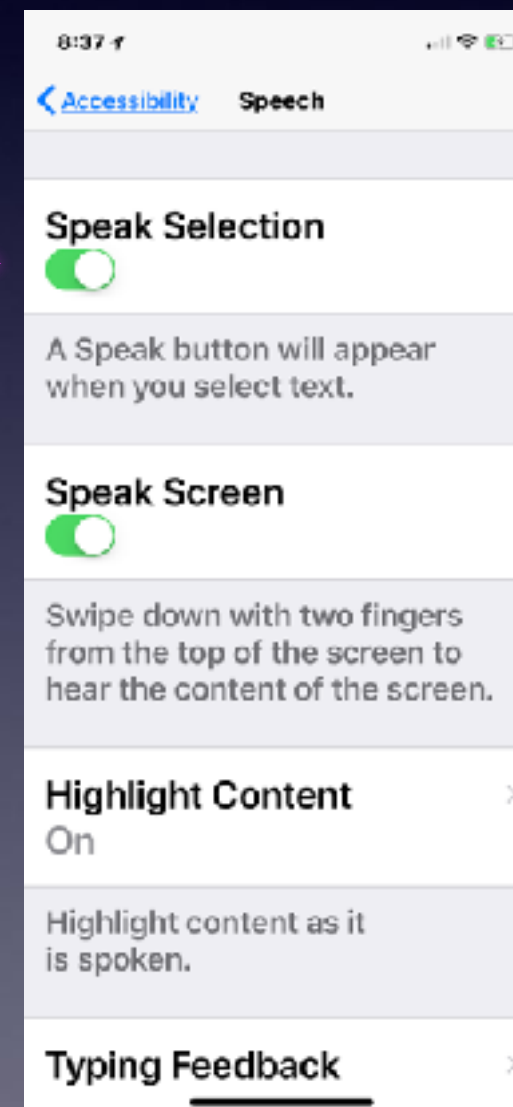 8:37
Accessibility Speech
Speak Selection
A Speak button will appear
when you select text.
Speak Screen
Swipe down with two fingers
from the top of the screen to
hear the content of the screen.
Highlight Content
On
Highlight content as it
is spoken.
Typing Feedback